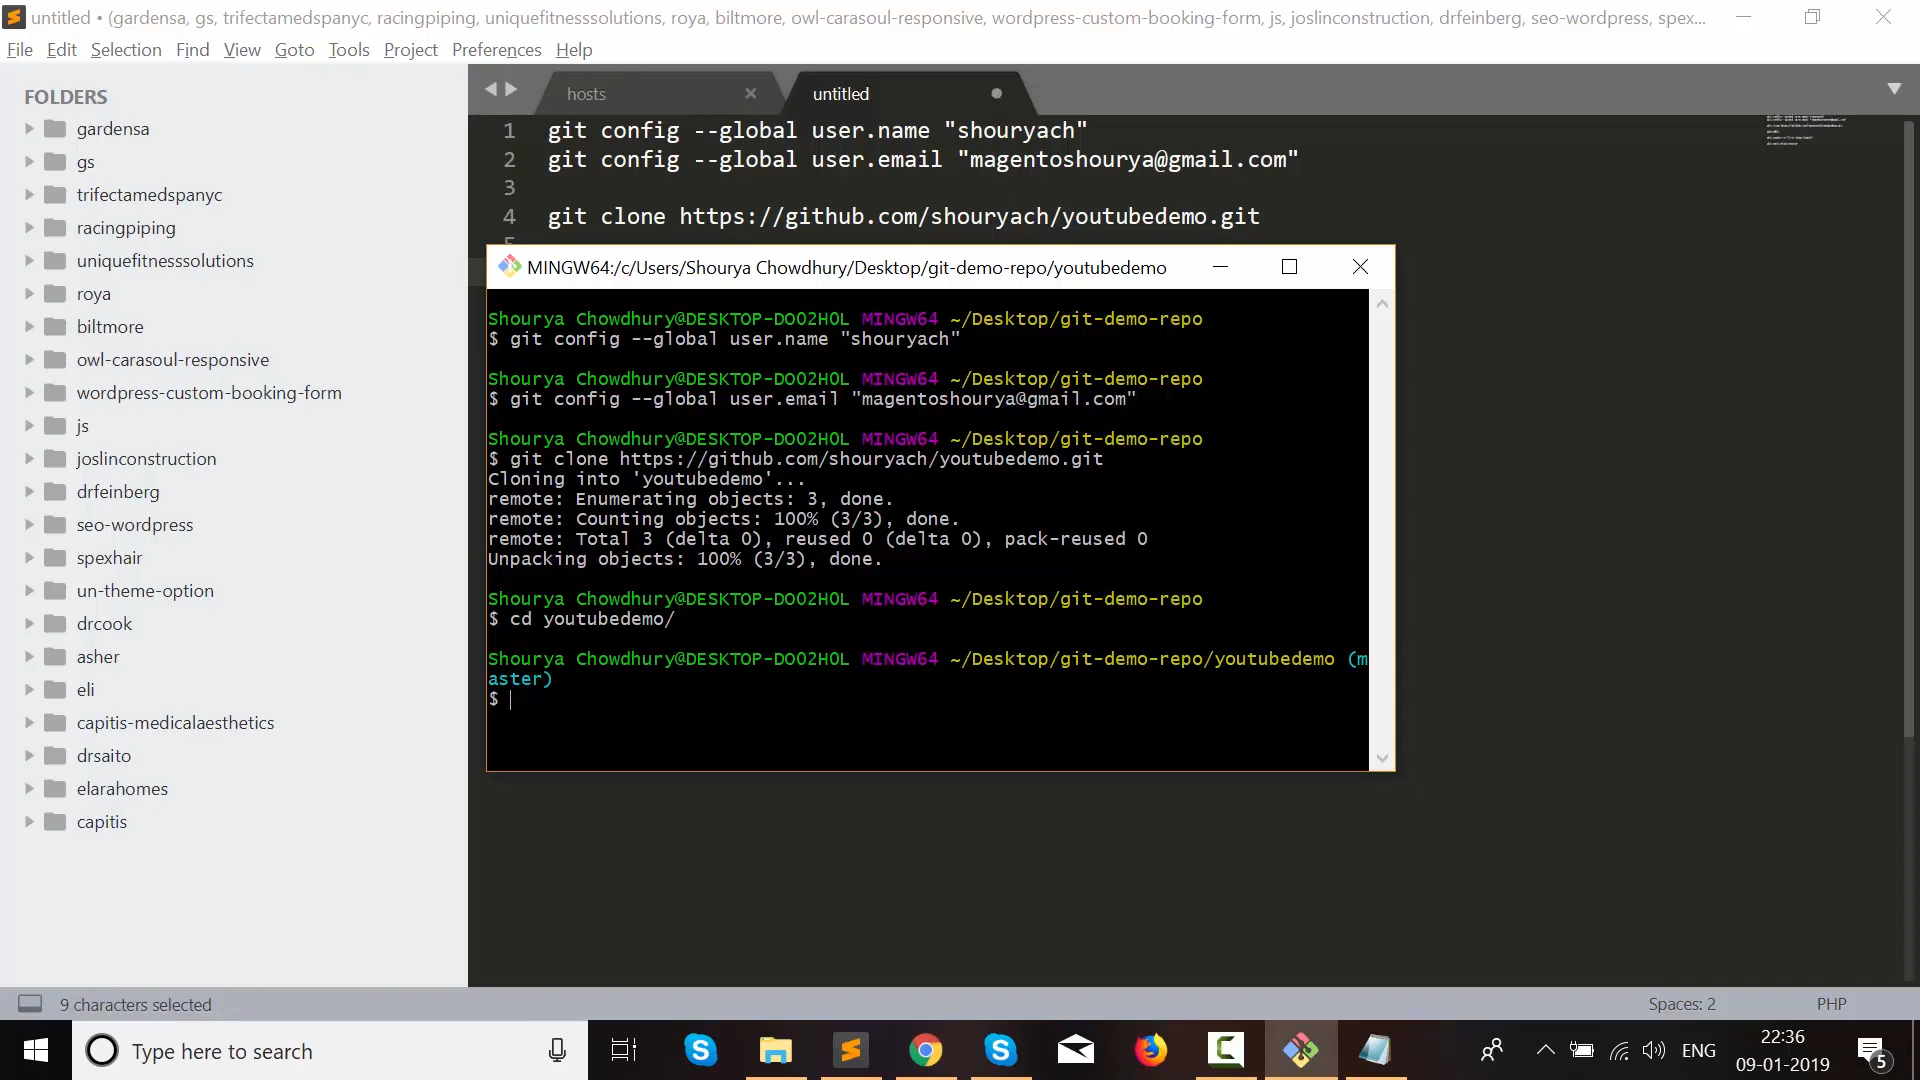 untitled • (gardensa, gs, trifectamedspanyc, racingpiping, uniquefitnesssolutions, roya, biltmore, owl-carasoul-responsive, wordpress-custom-booking-form, js, joslinconstruction, drfeinberg, seo-wordpress, spex...
File Edit Selection Find View Goto Tools Project Preferences Help
FOLDERS
gardensa
gs
trifectamedspanyc
racingpiping
uniquefitnesssolutions
roya
biltmore
owl-carasoul-responsive
wordpress-custom-booking-form
js
joslinconstruction
drfeinberg
seo-wordpress
spexhair
un-theme-option
drcook
asher
eli
capitis-medicalaesthetics
drsaito
elarahomes
capitis
hosts
untitled
1 git config --global user.name "shouryach"
2 git config --global user.email "magentoshourya@gmail.com"
3
4 git clone https://github.com/shouryach/youtubedemo.git
MINGW64:/c/Users/Shourya Chowdhury/Desktop/git-demo-repo/youtubedemo
Shourya Chowdhury@DESKTOP-DOO2H0L MINGW64 ~/Desktop/git-demo-repo
$ git config --global user.name "shouryach"
Shourya Chowdhury@DESKTOP-DOO2H0L MINGW64 ~/Desktop/git-demo-repo
$ git config --global user.email "magentoshourya@gmail.com"
Shourya Chowdhury@DESKTOP-DOO2H0L MINGW64 ~/Desktop/git-demo-repo
$ git clone https://github.com/shouryach/youtubedemo.git
Cloning into 'youtubedemo'...
remote: Enumerating objects: 3, done.
remote: Counting objects: 100% (3/3), done.
remote: Total 3 (delta 0), reused 0 (delta 0), pack-reused 0
Unpacking objects: 100% (3/3), done.
Shourya Chowdhury@DESKTOP-DOO2H0L MINGW64 ~/Desktop/git-demo-repo
$ cd youtubedemo/
Shourya Chowdhury@DESKTOP-DOO2H0L MINGW64 ~/Desktop/git-demo-repo/youtubedemo (m
aster)
$
9 characters selected
Spaces: 2
PHP
Type here to search
ENG
22:36
09-01-2019
5